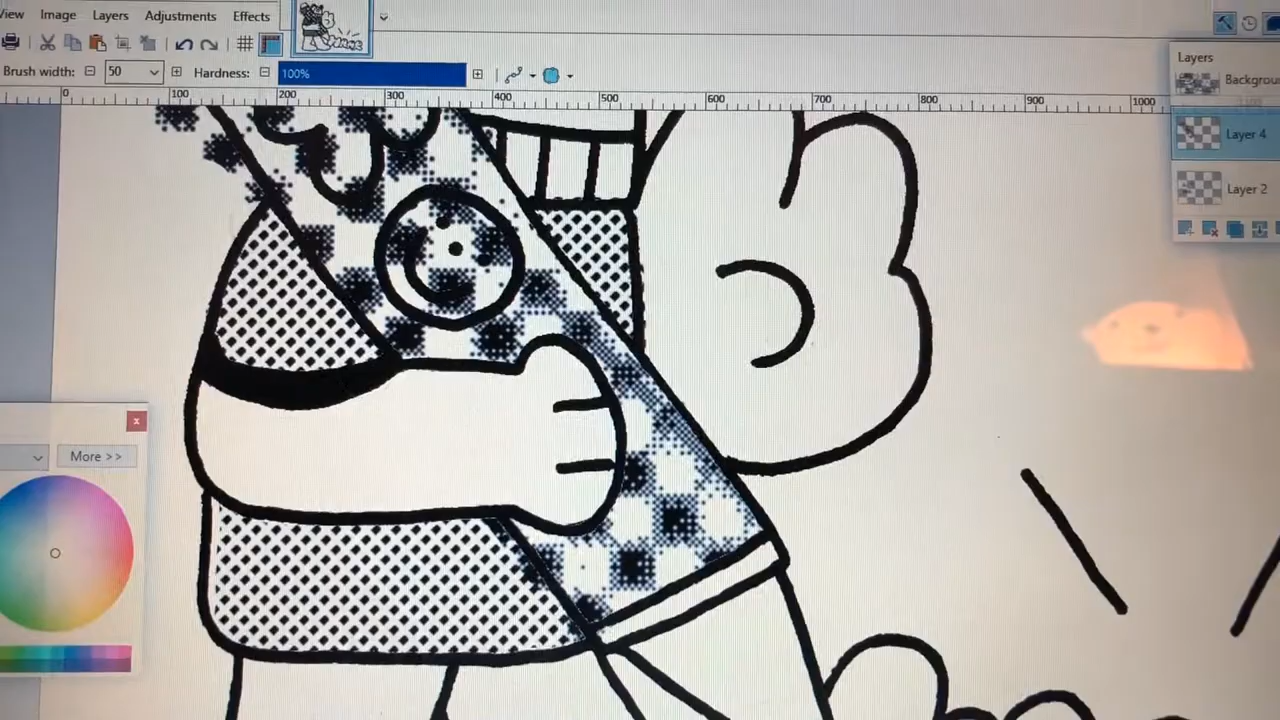 View Image Layers Adjustments Effects
Brush width: 50 Hardness: 100%
0 100 200 300 400 500 600 700 800 900 1000
Layers
Layer 4
Layer 2
More >>